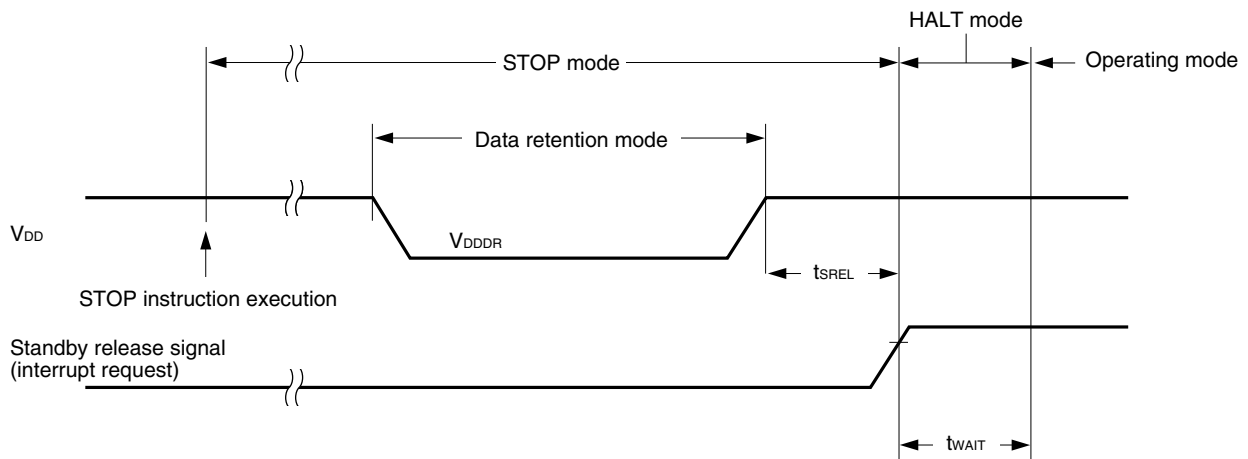 HALT mode
STOP mode
Operating mode
Data retention mode
VDD
VDDDR
tSREL
STOP instruction execution
Standby release signal
(interrupt request)
tWAIT